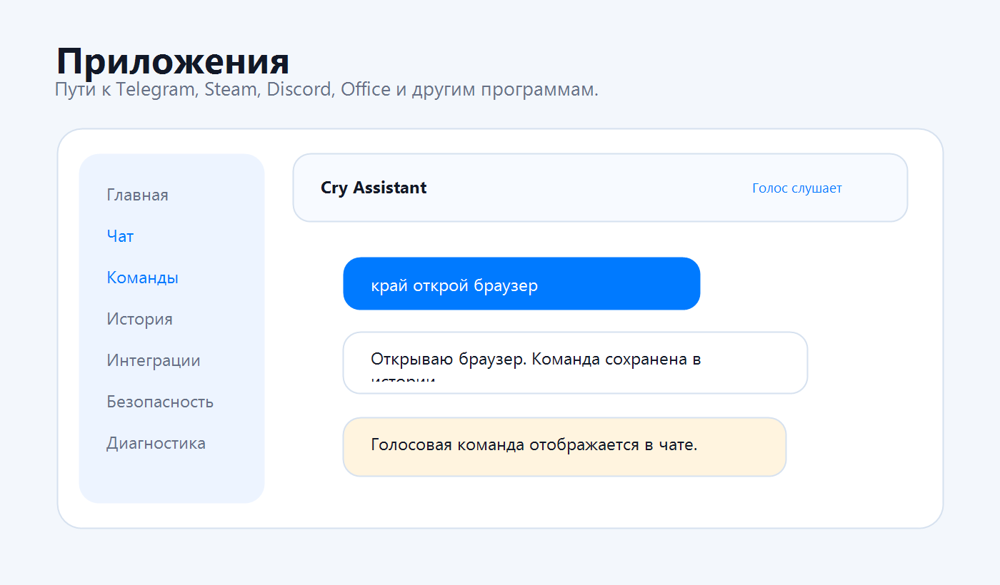 Приложения
Пути к Telegram, Steam, Discord, Office и другим программам.
Главная
Чат
Команды
История
Интеграции
Безопасность
Диагностика
Cry Assistant
Голос слушает
край открой браузер
Открываю браузер. Команда сохранена в
истории
Голосовая команда отображается в чате.